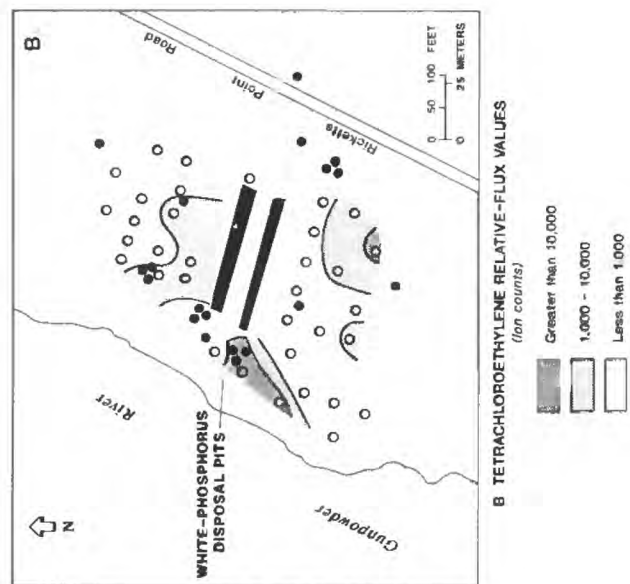 B
N
River
Gunpowder
WHITE-PHOSPHORUS
DISPOSAL PITS
Ricketts Point Road
0 50 100 FEET
0 25 METERS
B TETRACHLOROETHYLENE RELATIVE-FLUX VALUES
(Ion counts)
Greater than 10,000
1,000 - 10,000
Less than 1,000